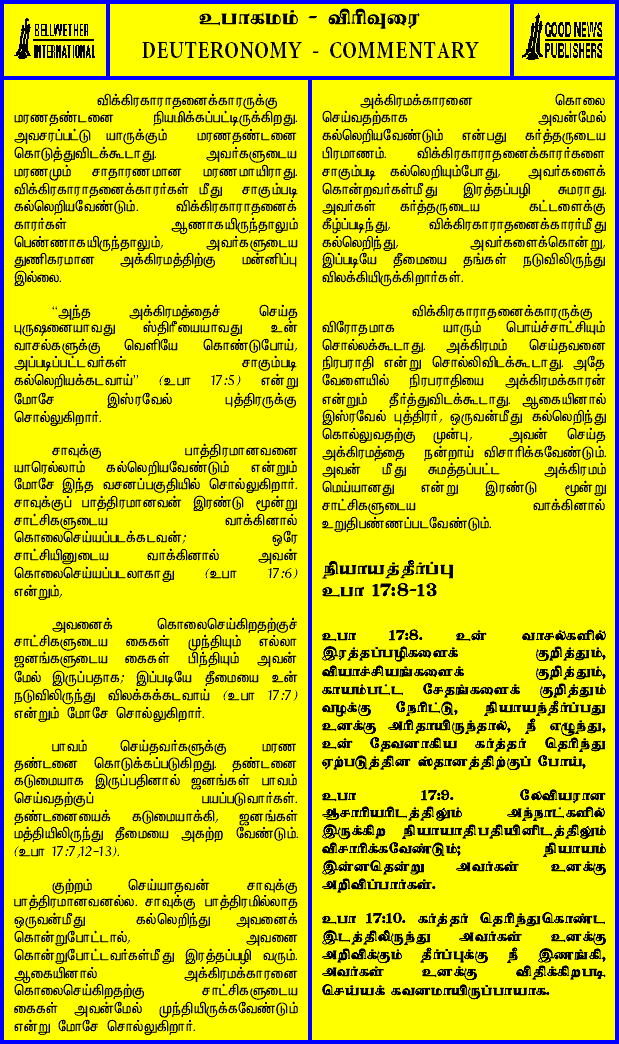 BELLWETHER
INTERNATIONAL
உபாகமம் - விரிவுரை
DEUTERONOMY - COMMENTARY
GOOD NEWS
PUBLISHERS
விக்கிரகாராதனைக்காரருக்கு
மரணதண்டனை நியமிக்கப்பட்டிருக்கிறது.
அவசரப்பட்டு யாருக்கும் மரணதண்டனை
கொடுத்துவிடக்கூடாது. அவர்களுடைய
மரணமும் சாதாரணமான மரணமாயிராது.
விக்கிரகாராதனைக்காரர்கள் மீது சாகும்படி
கல்லெறியவேண்டும். விக்கிரகாராதனைக்
காரர்கள் ஆணாகயிருந்தாலும்
பெண்ணாகயிருந்தாலும், அவர்களுடைய
துணிகரமான அக்கிரமத்திற்கு மன்னிப்பு
இல்லை.
“அந்த அக்கிரமத்தைச் செய்த
புருஷனையாவது ஸ்திரீயையாவது உன்
வாசல்களுக்கு வெளியே கொண்டுபோய்,
அப்படிப்பட்டவர்கள் சாகும்படி
கல்லெறியக்கடவாய்” (உபா 17:5) என்று
மோசே இஸ்ரவேல் புத்திரருக்கு
சொல்லுகிறார்.
சாவுக்கு பாத்திரமானவனை
யாரெல்லாம் கல்லெறியவேண்டும் என்றும்
மோசே இந்த வசனப்பகுதியில் சொல்லுகிறார்.
சாவுக்குப் பாத்திரமானவன் இரண்டு மூன்று
சாட்சிகளுடைய வாக்கினால்
கொலைசெய்யப்படக்கடவன்; ஒரே
சாட்சியினுடைய வாக்கினால் அவன்
கொலைசெய்யப்படலாகாது (உபா 17:6)
என்றும்,
அவனைக் கொலைசெய்கிறதற்குச்
சாட்சிகளுடைய கைகள் முந்தியும் எல்லா
ஜனங்களுடைய கைகள் பிந்தியும் அவன்
மேல் இருப்பதாக; இப்படியே தீமையை உன்
நடுவிலிருந்து விலக்கக்கடவாய் (உபா 17:7)
என்றும் மோசே சொல்லுகிறார்.
பாவம் செய்தவர்களுக்கு மரண
தண்டனை கொடுக்கப்படுகிறது. தண்டனை
கடுமையாக இருப்பதினால் ஜனங்கள் பாவம்
செய்வதற்குப் பயப்படுவார்கள்.
தண்டனையைக் கடுமையாக்கி, ஜனங்கள்
மத்தியிலிருந்து தீமையை அகற்ற வேண்டும்.
(உபா 17:7,12-13).
குற்றம் செய்யாதவன் சாவுக்கு
பாத்திரமானவனல்ல. சாவுக்கு பாத்திரமில்லாத
ஒருவன்மீது கல்லெறிந்து அவனைக்
கொன்றுபோட்டால், அவனை
கொன்றுபோட்டவர்கள்மீது இரத்தப்பழி வரும்.
ஆகையினால் அக்கிரமக்காரனை
கொலைசெய்கிறதற்கு சாட்சிகளுடைய
கைகள் அவன்மேல் முந்தியிருக்கவேண்டும்
என்று மோசே சொல்லுகிறார்.
அக்கிரமக்காரனை கொலை
செய்வதற்காக அவன்மேல்
கல்லெறியவேண்டும் என்பது கர்த்தருடைய
பிரமாணம். விக்கிரகாராதனைக்காரர்களை
சாகும்படி கல்லெறியும்போது, அவர்களைக்
கொன்றவர்கள்மீது இரத்தப்பழி சுமராது.
அவர்கள் கர்த்தருடைய கட்டளைக்கு
கீழ்ப்படிந்து, விக்கிரகாராதனைக்காரர்மீது
கல்லெறிந்து, அவர்களைக்கொன்று,
இப்படியே தீமையை தங்கள் நடுவிலிருந்து
விலக்கியிருக்கிறார்கள்.
விக்கிரகாராதனைக்காரருக்கு
விரோதமாக யாரும் பொய்ச்சாட்சியும்
சொல்லக்கூடாது. அக்கிரமம் செய்தவனை
நிரபராதி என்று சொல்லிவிடக்கூடாது. அதே
வேளையில் நிரபராதியை அக்கிரமக்காரன்
என்றும் தீர்த்துவிடக்கூடாது. ஆகையினால்
இஸ்ரவேல் புத்திரர், ஒருவன்மீது கல்லெறிந்து
கொல்லுவதற்கு முன்பு, அவன் செய்த
அக்கிரமத்தை நன்றாய் விசாரிக்கவேண்டும்.
அவன் மீது சுமத்தப்பட்ட அக்கிரமம்
மெய்யானது என்று இரண்டு மூன்று
சாட்சிகளுடைய வாக்கினால்
உறுதிபண்ணப்படவேண்டும்.
நியாயத்தீர்ப்பு
உபா 17:8-13
உபா 17:8. உன் வாசல்களில்
இரத்தப்பழிகளைக் குறித்தும்,
வியாச்சியங்களைக் குறித்தும்,
காயம்பட்ட சேதங்களைக் குறித்தும்
வழக்கு நேரிட்டு, நியாயந்தீர்ப்பது
உனக்கு அரிதாயிருந்தால், நீ எழுந்து,
உன் தேவனாகிய கர்த்தர் தெரிந்து
ஏற்படுத்தின ஸ்தானத்திற்குப் போய்,
உபா 17:9. லேவியரான
ஆசாரியரிடத்திலும் அந்நாட்களில்
இருக்கிற நியாயாதிபதியினிடத்திலும்
விசாரிக்கவேண்டும்; நியாயம்
இன்னதென்று அவர்கள் உனக்கு
அறிவிப்பார்கள்.
உபா 17:10. கர்த்தர் தெரிந்துகொண்ட
இடத்திலிருந்து அவர்கள் உனக்கு
அறிவிக்கும் தீர்ப்புக்கு நீ இணங்கி,
அவர்கள் உனக்கு விதிக்கிறபடி
செய்யக் கவனமாயிருப்பாயாக.